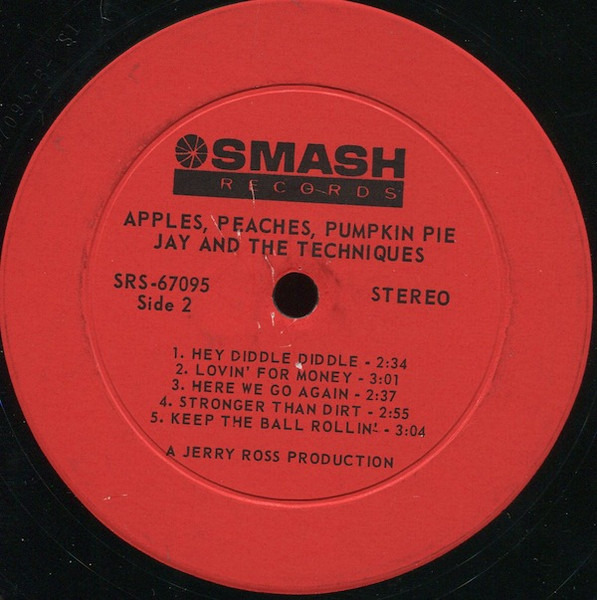 SMASH
RECORDS
APPLES, PEACHES, PUMPKIN PIE
JAY AND THE TECHNIQUES
SRS-67095
Side 2
STEREO
1. HEY DIDDLE DIDDLE - 2:34
2. LOVIN' FOR MONEY - 3:01
3. HERE WE GO AGAIN - 2:37
4. STRONGER THAN DIRT - 2:55
5. KEEP THE BALL ROLLIN' - 3:04
A JERRY ROSS PRODUCTION